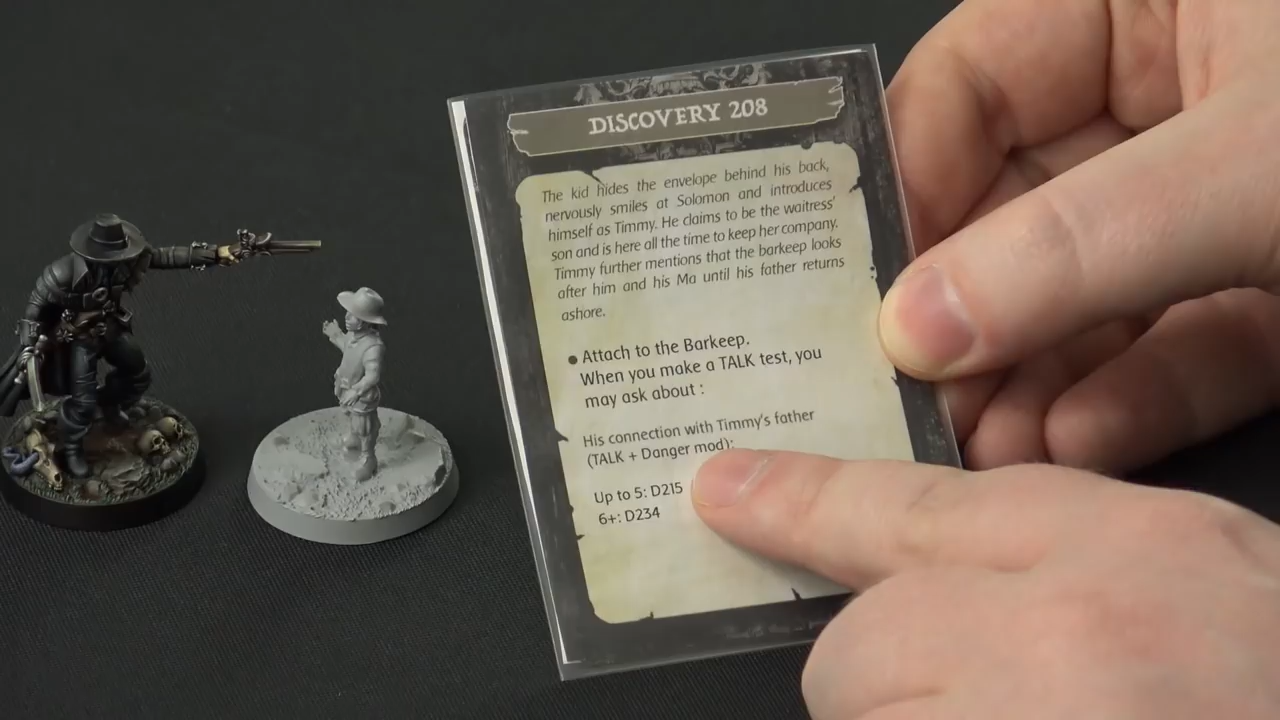 DISCOVERY 208
The kid hides the envelope behind his back,
nervously smiles at Solomon and introduces
himself as Timmy. He claims to be the waitress'
son and is here all the time to keep her company.
Timmy further mentions that the barkeep looks
after him and his Ma until his father returns
ashore.
• Attach to the Barkeep.
When you make a TALK test, you
may ask about :
His connection with Timmy's father
(TALK + Danger mod):
Up to 5: D215
6+: D234